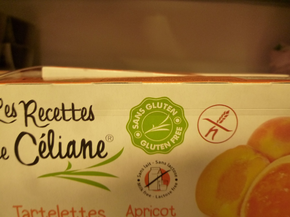 Les Recettes
de Céliane®
SANS GLUTEN
GLUTEN FREE
Tartelettes Apricot